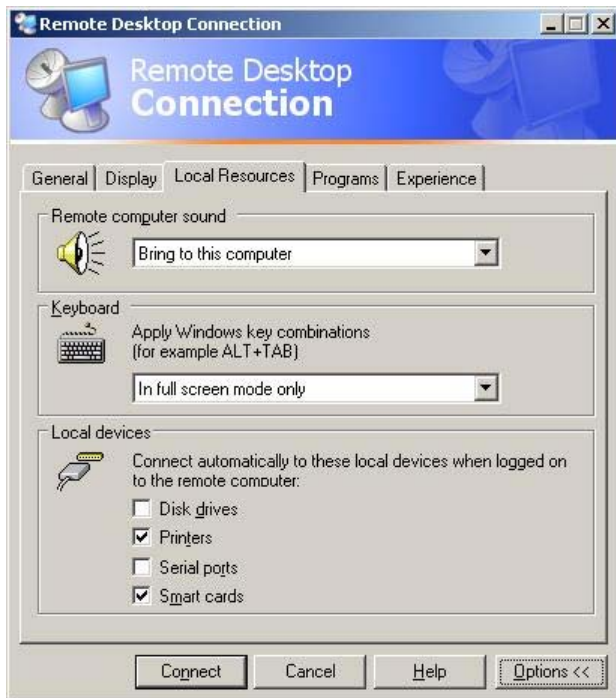 Remote Desktop Connection
Remote Desktop
Connection
General Display Local Resources Programs Experience
Remote computer sound
Bring to this computer
Keyboard
Apply Windows key combinations
(for example ALT+TAB)
In full screen mode only
Local devices
Connect automatically to these local devices when logged on
to the remote computer:
Disk drives
Printers
Serial ports
Smart cards
Connect Cancel Help Options <<